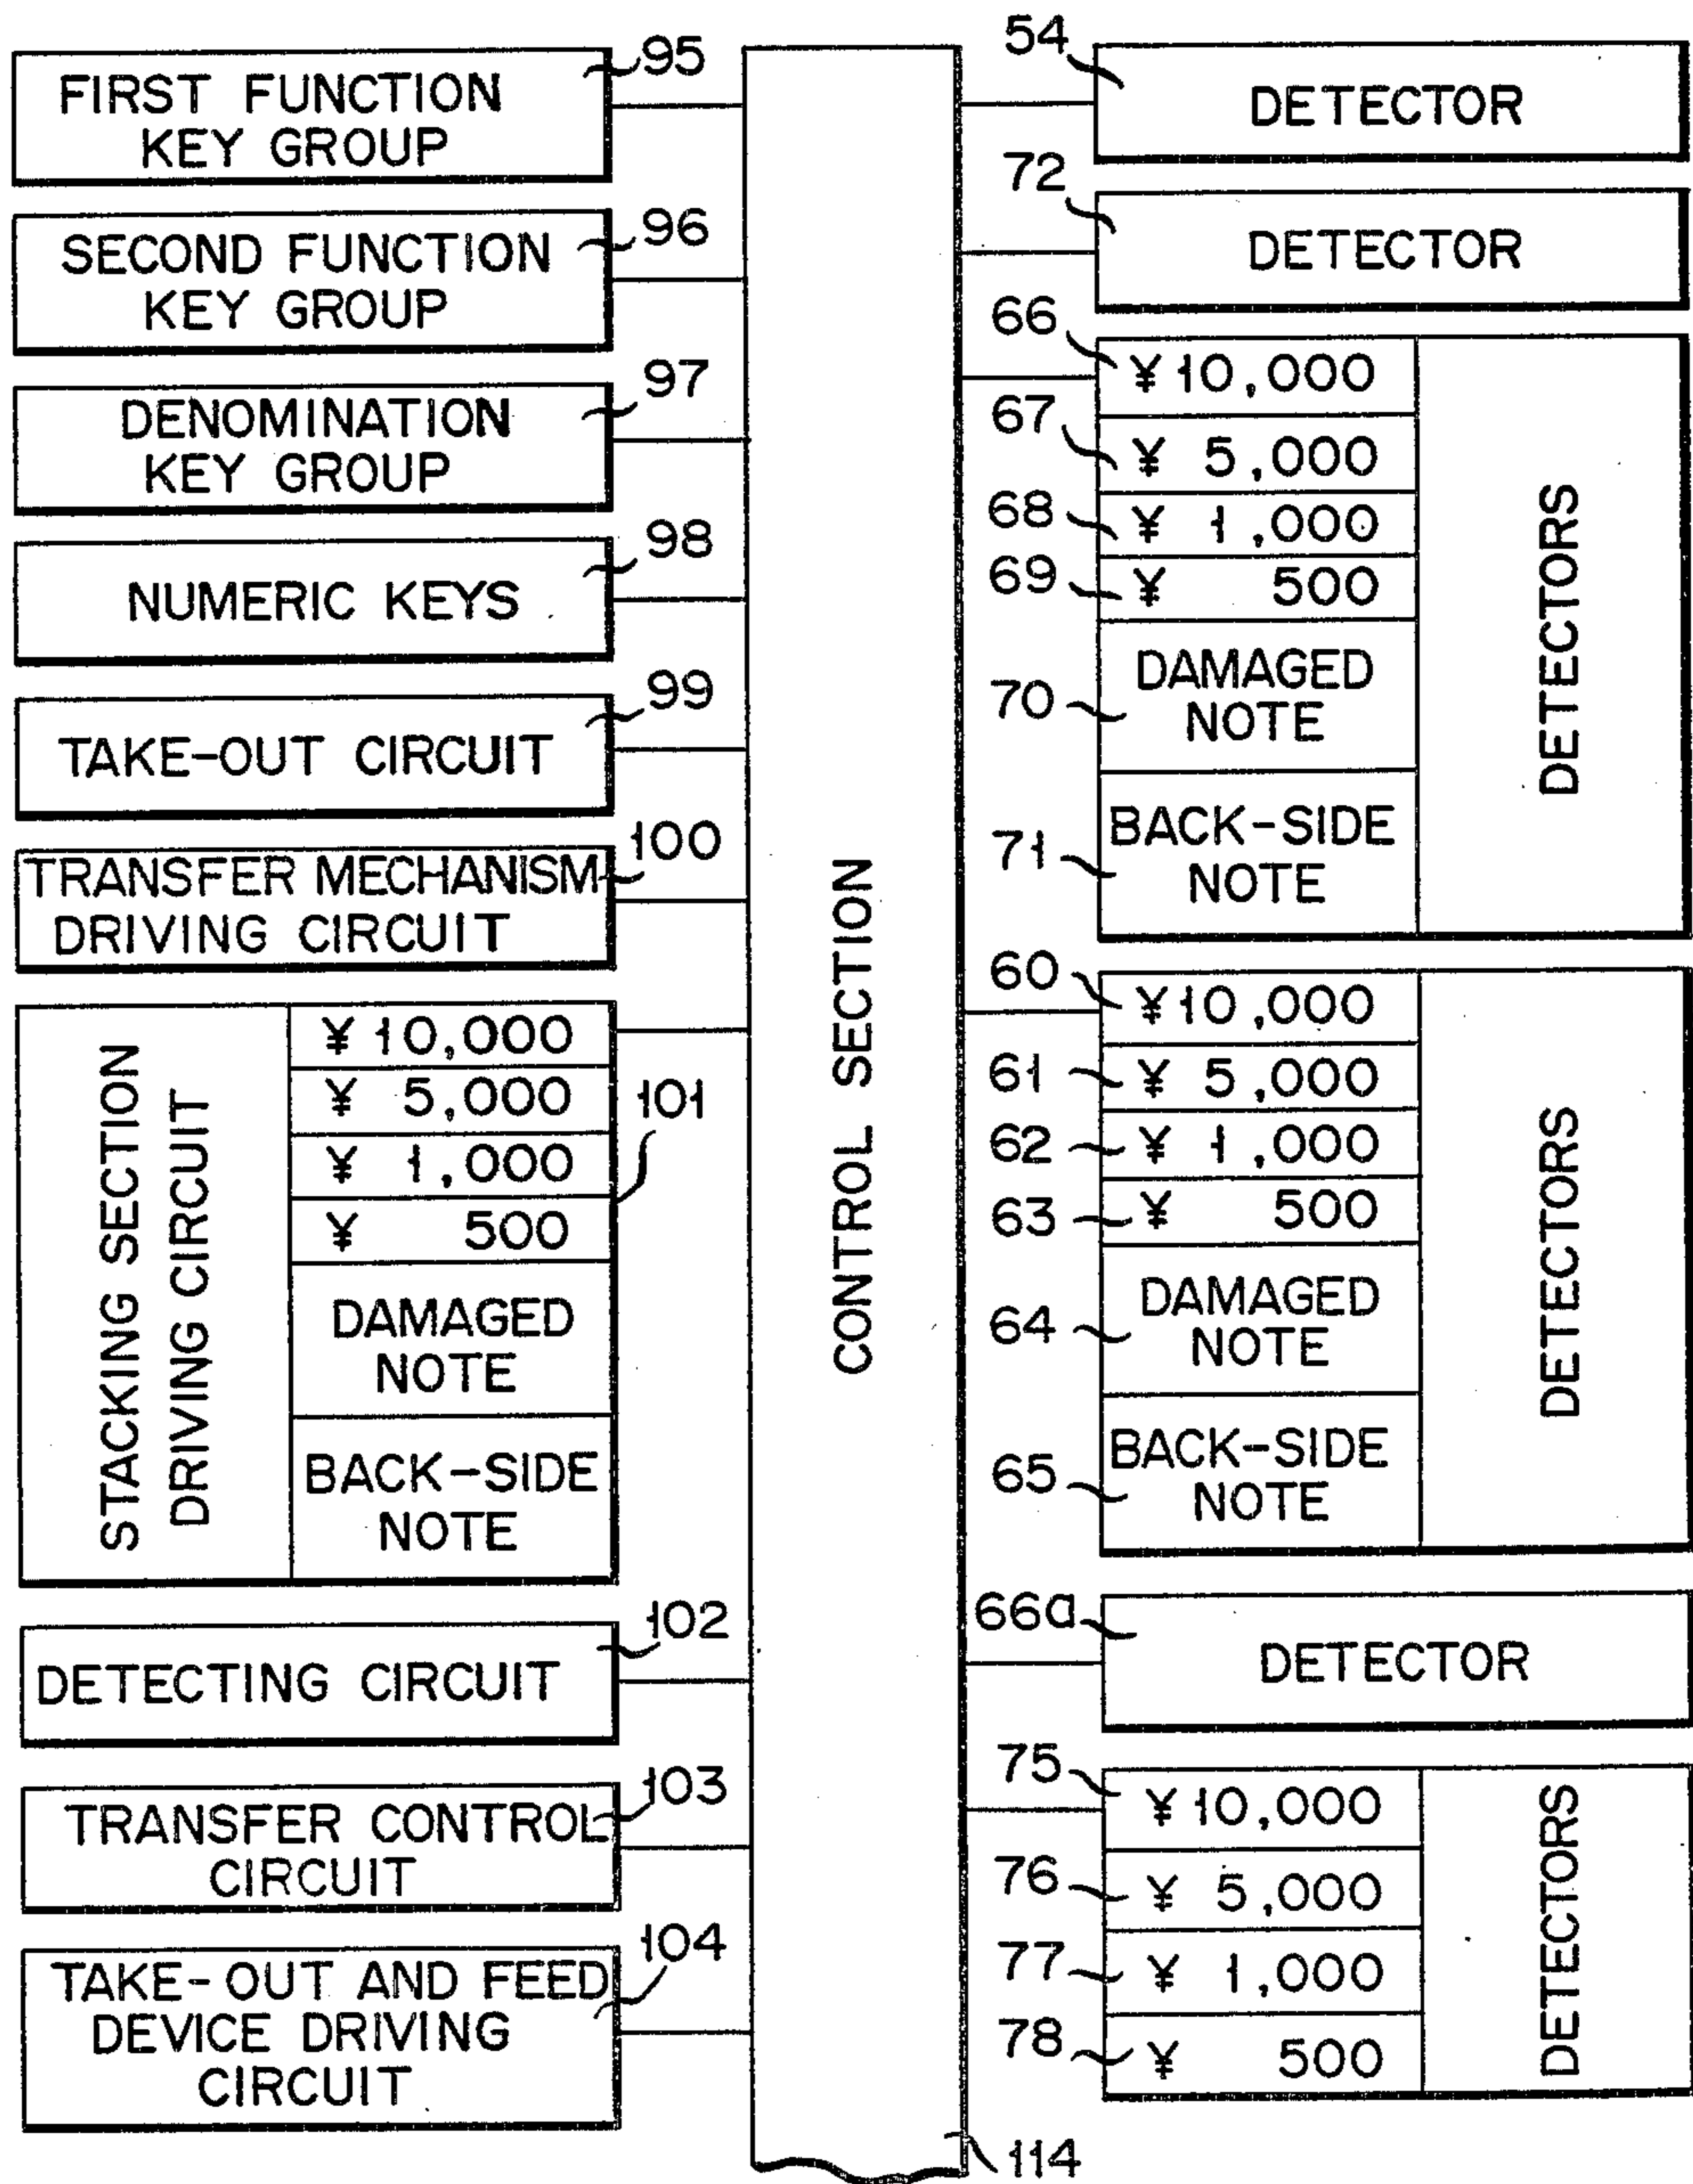 95
FIRST FUNCTION
KEY GROUP
96
SECOND FUNCTION
KEY GROUP
97
DENOMINATION
KEY GROUP
98
NUMERIC KEYS
99
TAKE-OUT CIRCUIT
100
TRANSFER MECHANISM
DRIVING CIRCUIT
STACKING SECTION
DRIVING CIRCUIT
¥ 10,000
¥ 5,000
¥ 1,000
¥ 500
DAMAGED
NOTE
BACK-SIDE
NOTE
101
102
DETECTING CIRCUIT
103
TRANSFER CONTROL
CIRCUIT
104
TAKE-OUT AND FEED
DEVICE DRIVING
CIRCUIT
CONTROL SECTION
114
54
DETECTOR
72
DETECTOR
66
¥ 10,000
67
¥ 5,000
68
¥ 1,000
69
¥ 500
70
DAMAGED
NOTE
71
BACK-SIDE
NOTE
DETECTORS
60
¥ 10,000
61
¥ 5,000
62
¥ 1,000
63
¥ 500
64
DAMAGED
NOTE
65
BACK-SIDE
NOTE
DETECTORS
66a
DETECTOR
75
¥ 10,000
76
¥ 5,000
77
¥ 1,000
78
¥ 500
DETECTORS